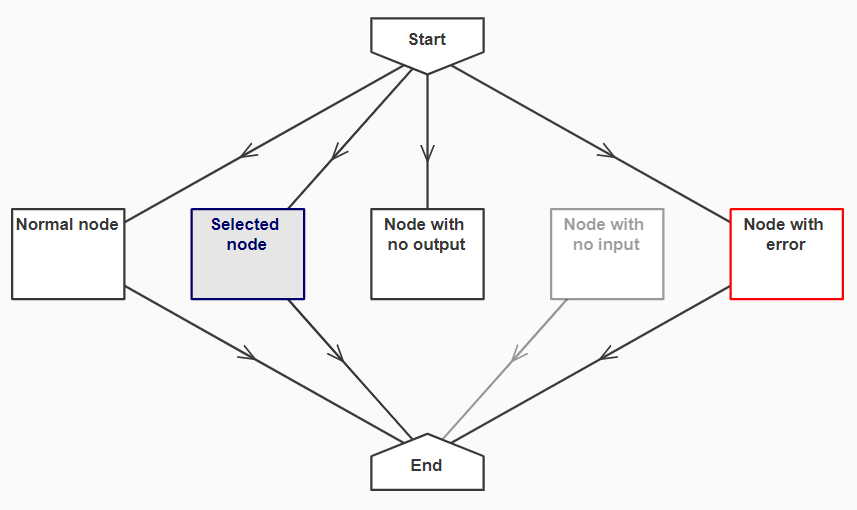 Start
Normal node
Selected
node
Node with
no output
Node with
no input
Node with
error
End